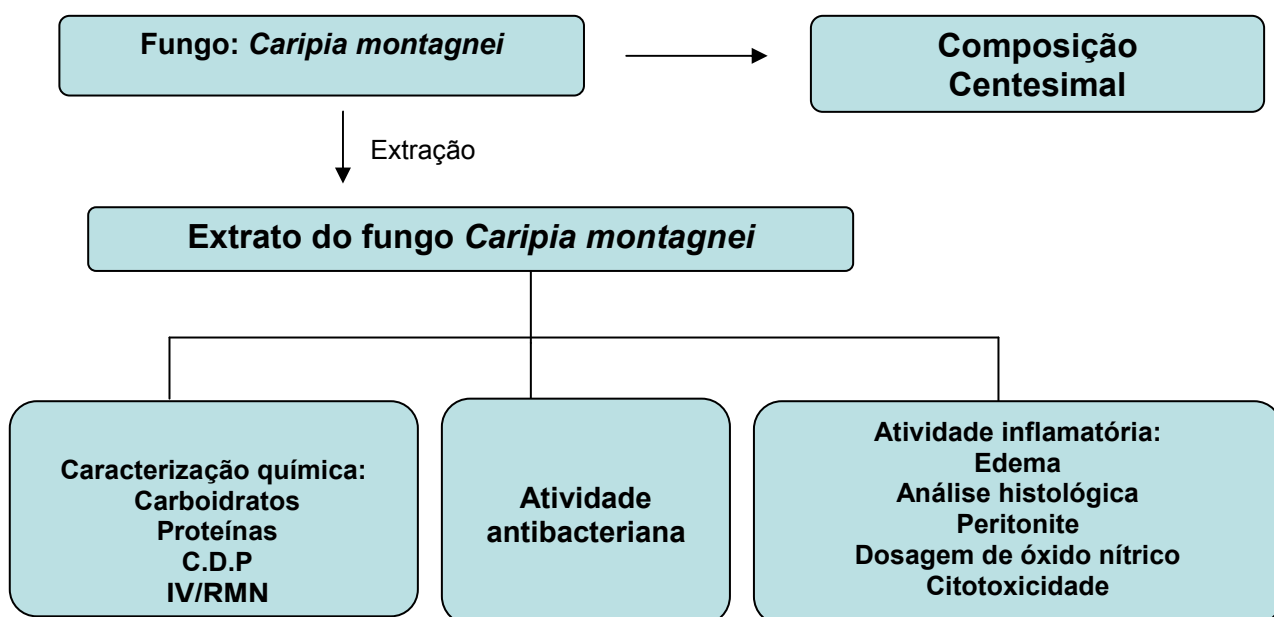 Fungo: Caripia montagnei
Composição
Centesimal
Extração
Extrato do fungo Caripia montagnei
Caracterização química:
Carboidratos
Proteínas
C.D.P
IV/RMN
Atividade
antibacteriana
Atividade inflamatória:
Edema
Análise histológica
Peritonite
Dosagem de óxido nítrico
Citotoxicidade